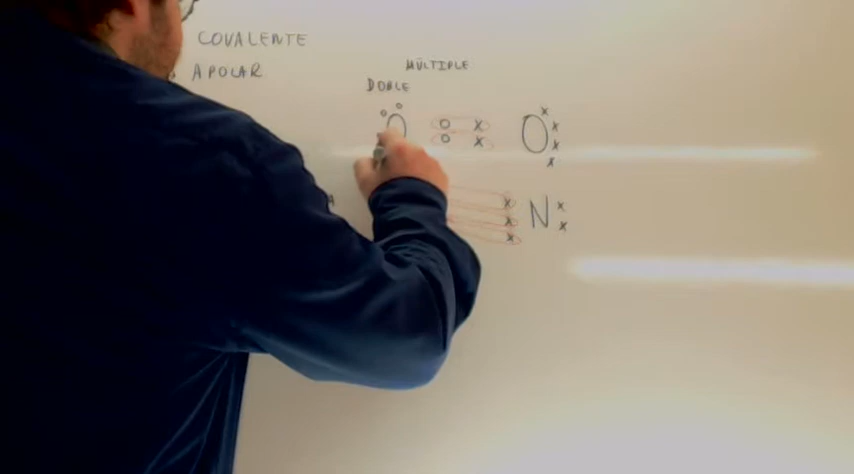 COVALENTE
APOLAR
MÚLTIPLE
DOBLE
O o x O x
o x x
N x